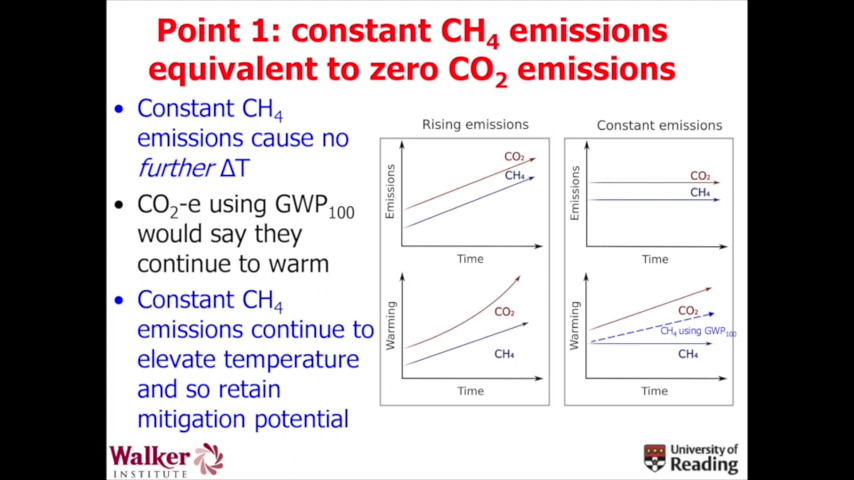 Point 1: constant CH₄ emissions
equivalent to zero CO₂ emissions
• Constant CH₄
emissions cause no
further ΔT
• CO₂-e using GWP₁₀₀
would say they
continue to warm
• Constant CH₄
emissions continue to
elevate temperature
and so retain
mitigation potential
Rising emissions
Emissions
CO₂
CH₄
Time
Warming
CO₂
CH₄
Time
Constant emissions
Emissions
CO₂
CH₄
Time
Warming
CO₂
CH₄ using GWP₁₀₀
CH₄
Time
Walker
INSTITUTE
University of
Reading